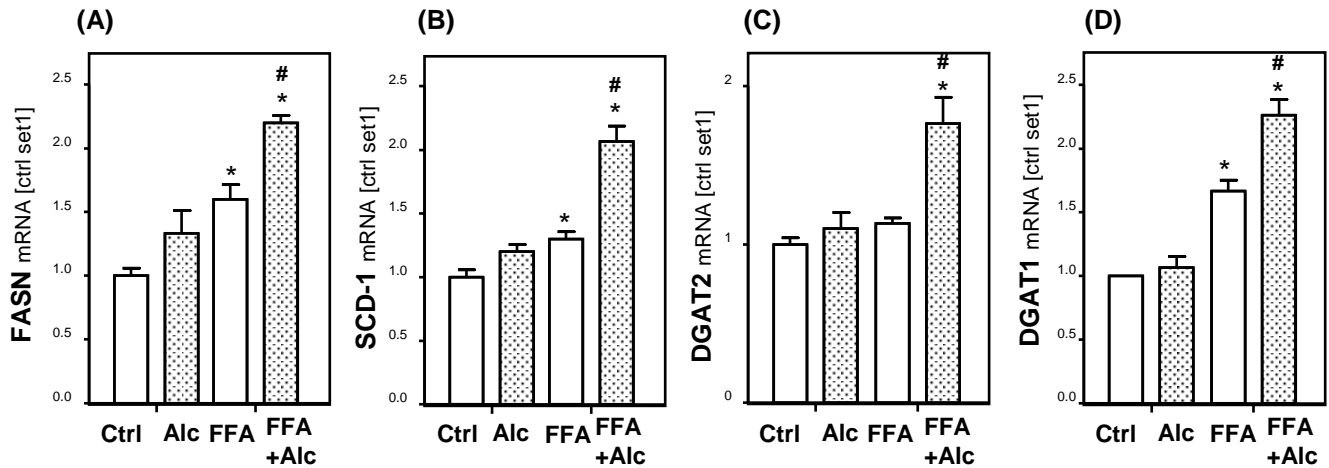 (A)
FASN mRNA [ctrl set1]
2.5
2.0
1.5
1.0
0.5
0.0
*
#
*
Ctrl Alc FFA FFA
+Alc
(B)
SCD-1 mRNA [ctrl set1]
2.5
2.0
1.5
1.0
0.5
0.0
*
#
*
Ctrl Alc FFA FFA
+Alc
(C)
DGAT2 mRNA [ctrl set1]
2
1
0
#
*
Ctrl Alc FFA FFA
+Alc
(D)
DGAT1 mRNA [ctrl set1]
2.5
2.0
1.5
1.0
0.5
0.0
*
#
*
Ctrl Alc FFA FFA
+Alc